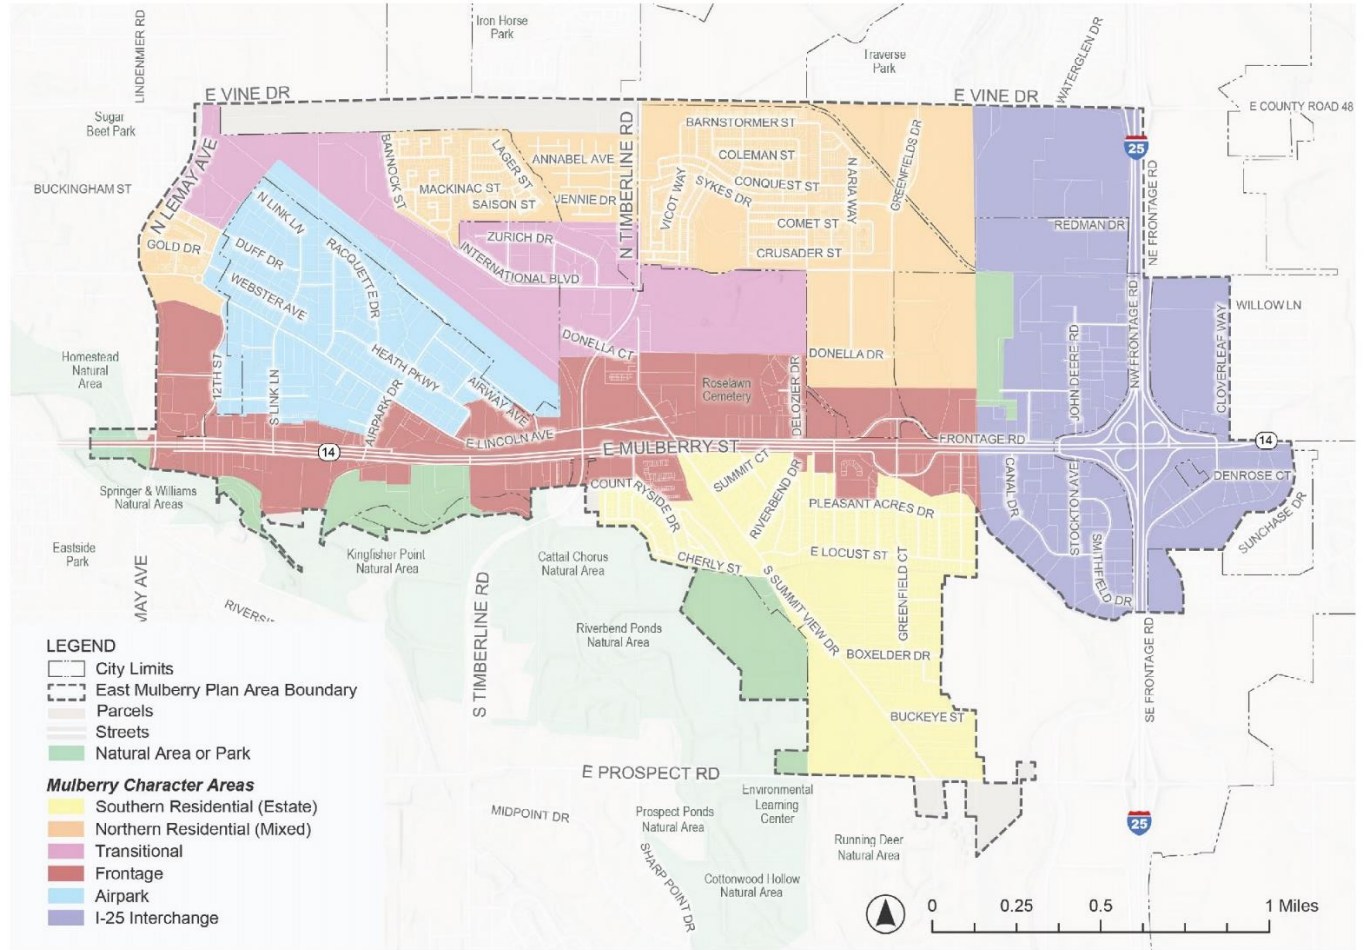 LINDENMIER RD
Iron Horse
Park
Traverse
Park
WATERGLEN DR
E VINE DR
E VINE DR
E COUNTY ROAD 48
Sugar
Beet Park
N LEMAY AVE
BUCKINGHAM ST
BANNOCK ST
LAGER ST
ANNABEL AVE
MACKINAC ST
SAISON ST
JENNIE DR
N TIMBERLINE RD
BARNSTORMER ST
COLEMAN ST
CONQUEST ST
VICOT WAY
SYKES DR
N ARIA WAY
GREENFIELDS DR
COMET ST
CRUSADER ST
25
NE FRONTAGE RD
REDMAN DR
GOLD DR
N LINK LN
DUFF DR
RACQUETTE DR
WEBSTER AVE
ZURICH DR
INTERNATIONAL BLVD
WILLOW LN
CLOVERLEAF WAY
NW FRONTAGE RD
JOHN DEERE RD
Homestead
Natural
Area
12TH ST
S LINK LN
HEATH PKWY
AIRPARK DR
AIRWAY AVE
DONELLA CT
DONELLA DR
Roselawn
Cemetery
DELOZIER DR
E LINCOLN AVE
E MULBERRY ST
FRONTAGE RD
14
14
Springer & Williams
Natural Areas
COUNTRYSIDE DR
SUMMIT CT
RIVERBEND DR
PLEASANT ACRES DR
CANAL DR
STOCKTON AVE
SMITHFIELD DR
DENROSE CT
SUNCHASE DR
Eastside
Park
Kingfisher Point
Natural Area
Cattail Chorus
Natural Area
CHERLY ST
E LOCUST ST
GREENFIELD CT
S SUMMIT VIEW DR
MAY AVE
RIVERSI
S TIMBERLINE RD
Riverbend Ponds
Natural Area
BOXELDER DR
BUCKEYE ST
SE FRONTAGE RD
E PROSPECT RD
MIDPOINT DR
Prospect Ponds
Natural Area
Environmental
Learning
Center
SHARP POINT DR
Running Deer
Natural Area
Cottonwood Hollow
Natural Area
25
LEGEND
City Limits
East Mulberry Plan Area Boundary
Parcels
Streets
Natural Area or Park
Mulberry Character Areas
Southern Residential (Estate)
Northern Residential (Mixed)
Transitional
Frontage
Airpark
I-25 Interchange
0 0.25 0.5 1 Miles